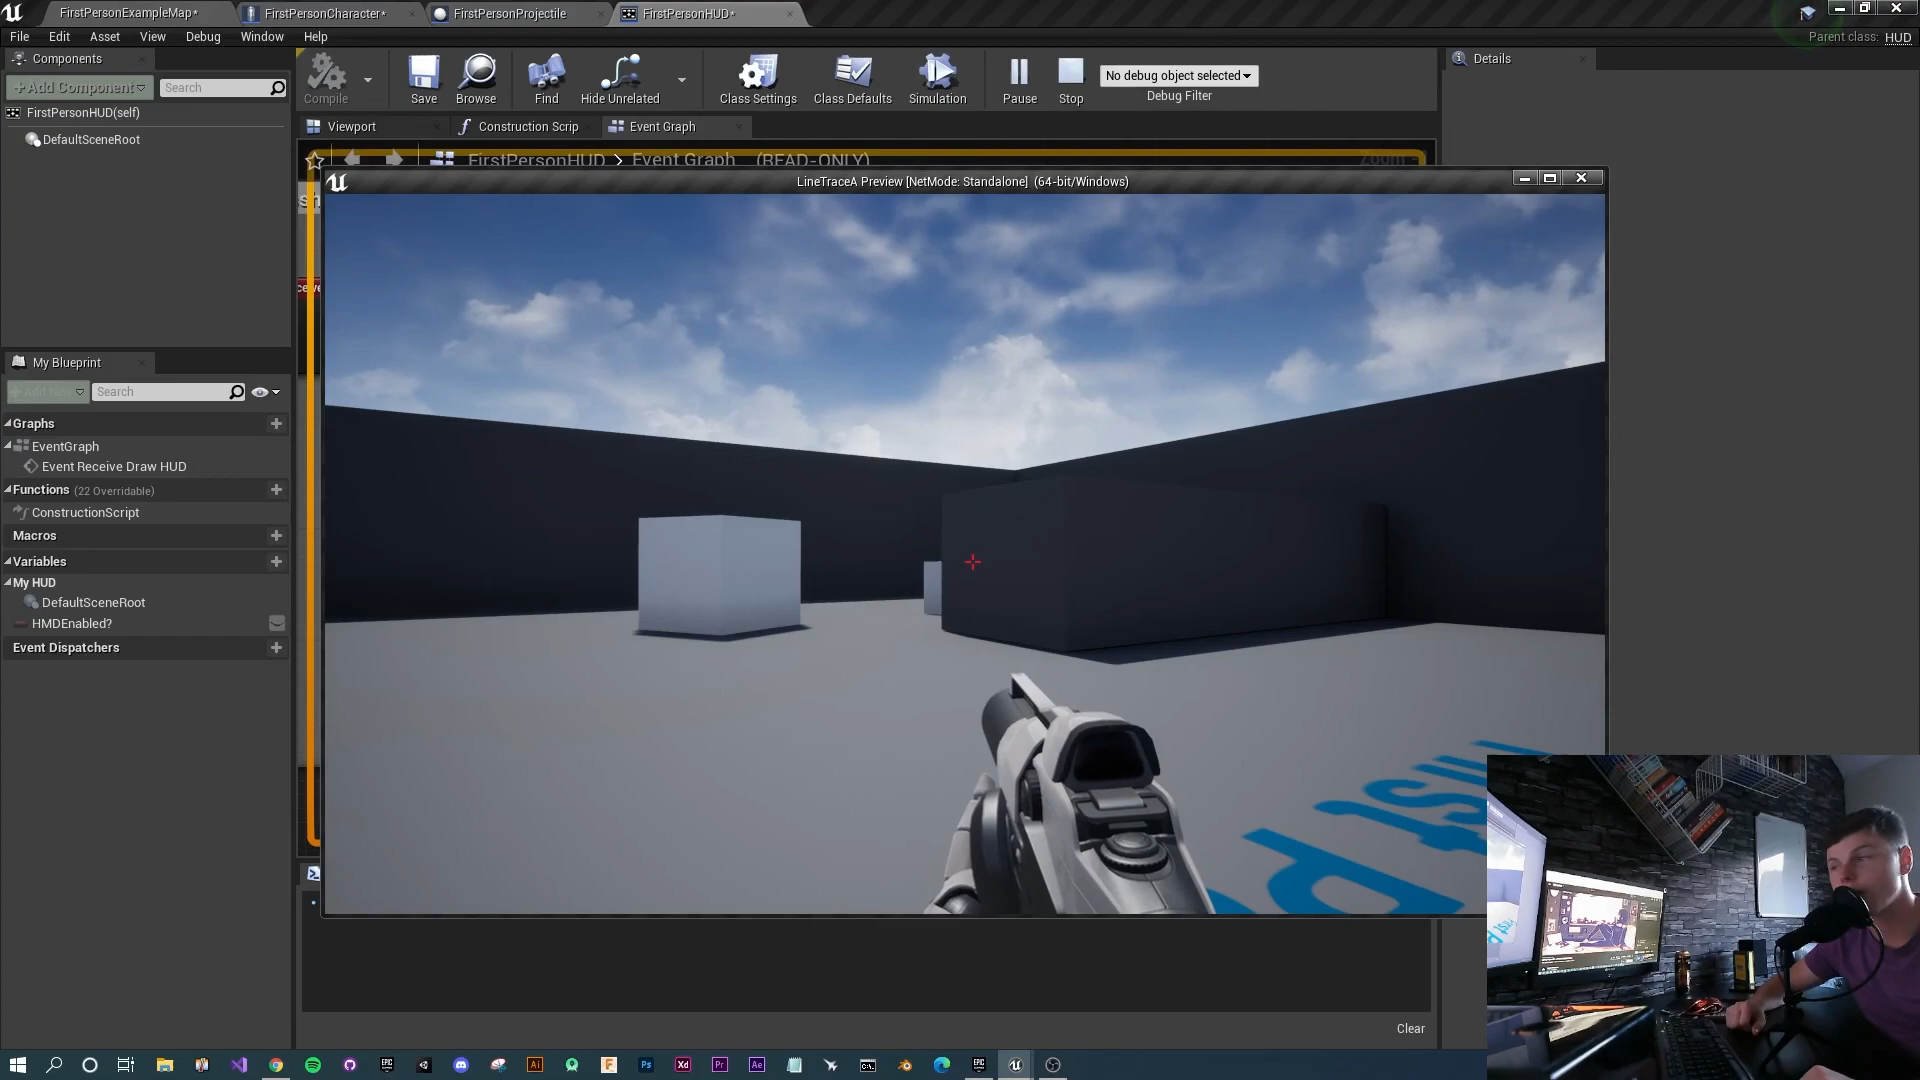 FirstPersonExampleMap*
FirstPersonCharacter*
FirstPersonProjectile
FirstPersonHUD*
File Edit Asset View Debug Window Help
Parent class: HUD
Components
+Add Component
Search
FirstPersonHUD(self)
DefaultSceneRoot
Compile
Save
Browse
Find
Hide Unrelated
Class Settings
Class Defaults
Simulation
Pause
Stop
No debug object selected
Debug Filter
Details
Viewport
Construction Scrip
Event Graph
FirstPersonHUD > Event Graph (READ-ONLY)
LineTraceA Preview [NetMode: Standalone] (64-bit/Windows)
My Blueprint
Search
Graphs
EventGraph
Event Receive Draw HUD
Functions (22 Overridable)
ConstructionScript
Macros
Variables
My HUD
DefaultSceneRoot
HMDEnabled?
Event Dispatchers
Clear